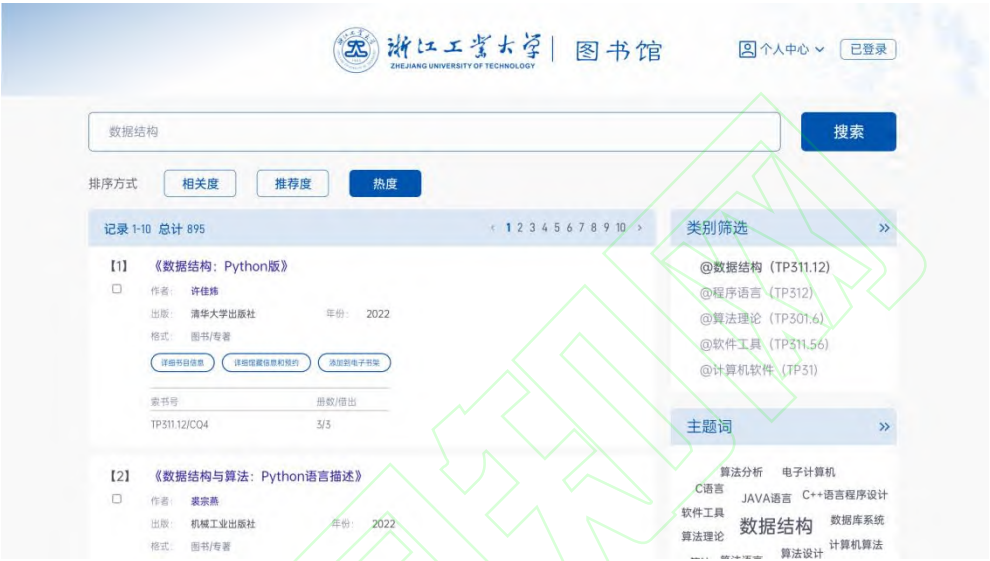 浙江工业大学 图书馆
ZHEJIANG UNIVERSITY OF TECHNOLOGY
个人中心 已登录
数据结构 搜索
排序方式 相关度 推荐度 热度
记录 1-10 总计 895 ‹ 1 2 3 4 5 6 7 8 9 10 ›
【1】 《数据结构：Python版》
作者： 许佳炜
出版： 清华大学出版社 年份： 2022
格式： 图书/专著
详细书目信息 详细馆藏信息和预约 添加到电子书架
索书号 册数/借出
TP311.12/CQ4 3/3
【2】 《数据结构与算法：Python语言描述》
作者： 裘宗燕
出版： 机械工业出版社 年份： 2022
格式： 图书/专著
类别筛选 »
@数据结构（TP311.12）
@程序语言（TP312）
@算法理论（TP301.6）
@软件工具（TP311.56）
@计算机软件（TP31）
主题词 »
算法分析 电子计算机
C语言 JAVA语言 C++语言程序设计
软件工具 数据结构 数据库系统
算法理论 算法设计 计算机算法